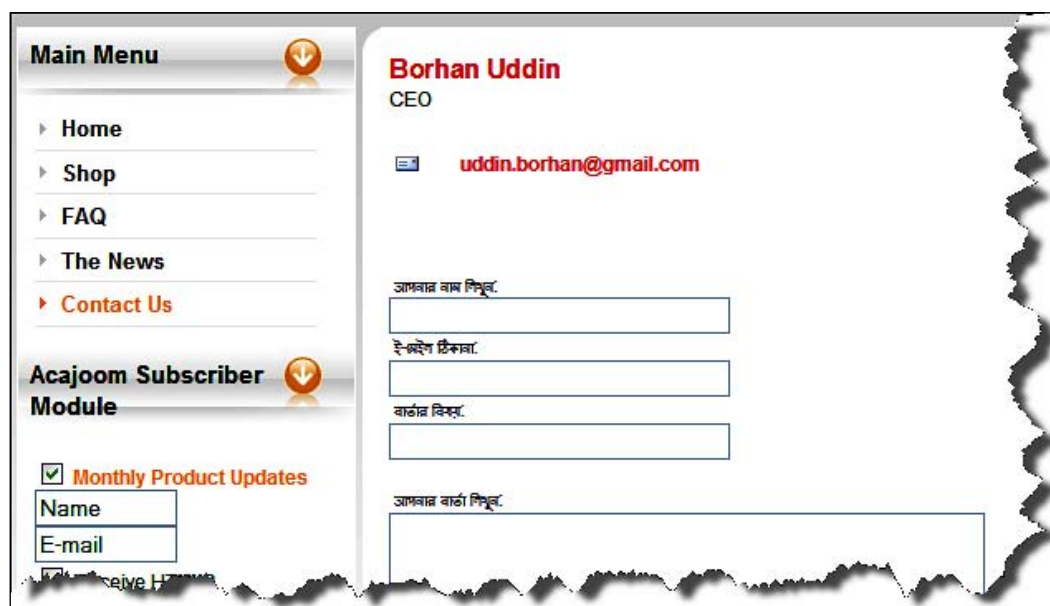 Main Menu
Home
Shop
FAQ
The News
Contact Us
Acajoom Subscriber
Module
Monthly Product Updates
Name
E-mail
Borhan Uddin
CEO
uddin.borhan@gmail.com
আপনার নাম লিখুন:
ই-মেইল ঠিকানা:
বার্তার বিষয়:
আপনার বার্তা লিখুন: